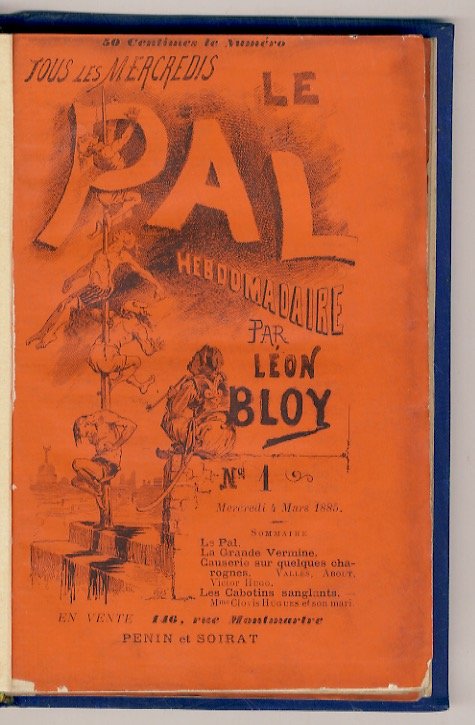 50 Centimes le Numéro
TOUS LES MERCREDIS
LE
PAL
HEBDOMADAIRE
PAR
LÉON
BLOY
No 1
Mercredi 4 Mars 1885.
SOMMAIRE
Le Pal.
La Grande Vermine.
Causerie sur quelques cha-
rognes. VALLÈS, ABOUT,
VICTOR HUGO.
Les Cabotins sanglants. —
Mme Clovis HUGUES et son mari.
EN VENTE 146, rue Montmartre
PENIN et SOIRAT